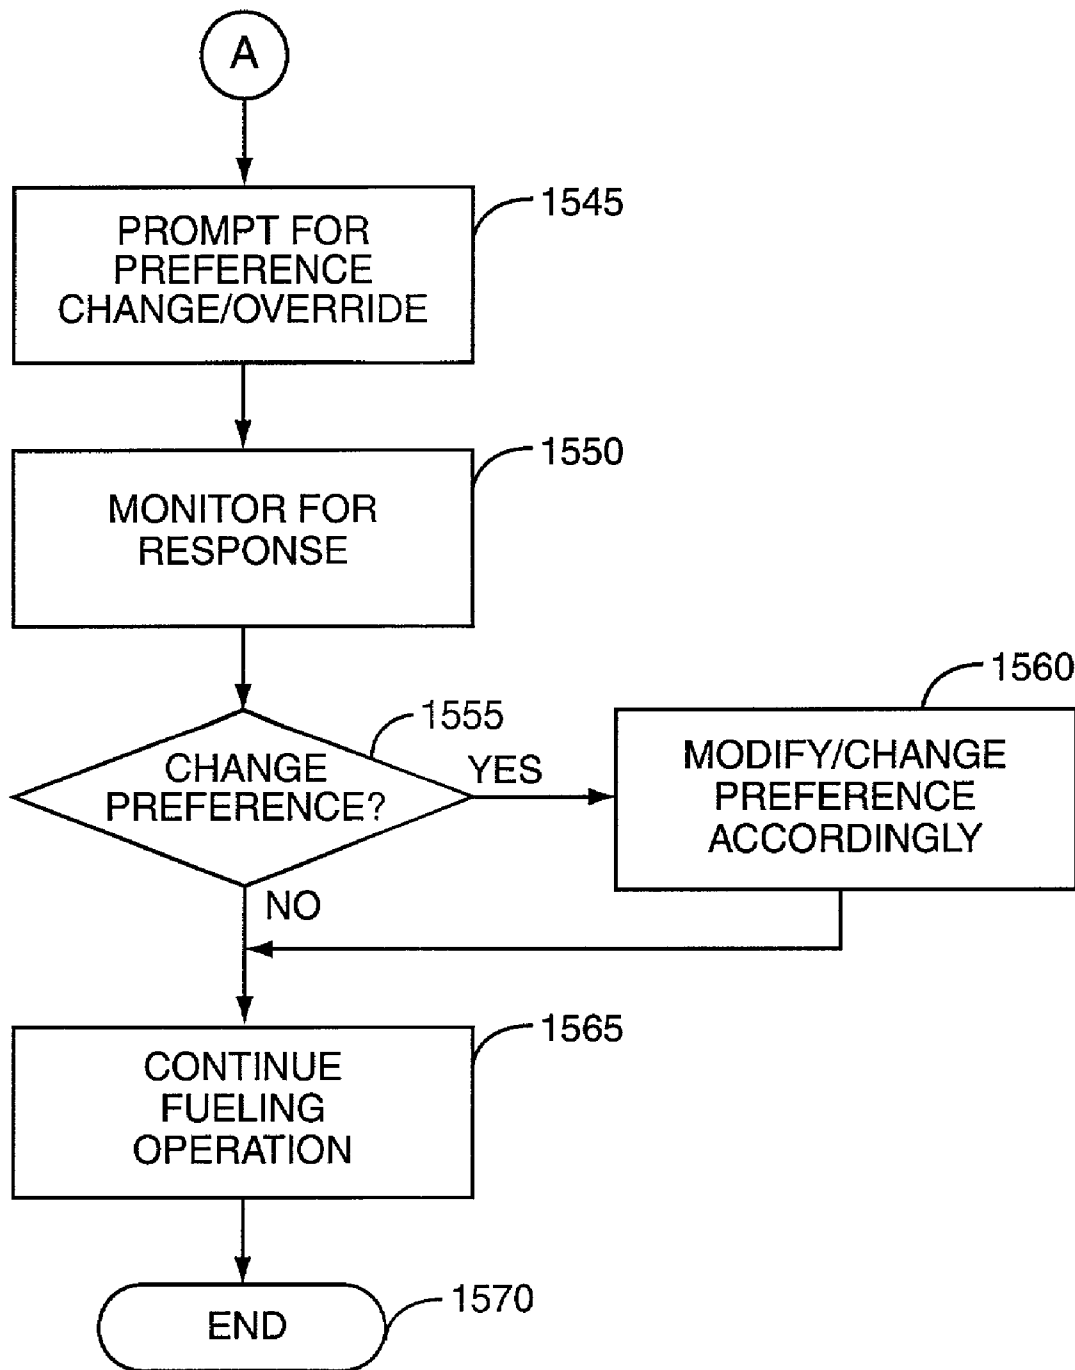 A
PROMPT FOR
PREFERENCE
CHANGE/OVERRIDE
1545
MONITOR FOR
RESPONSE
1550
CHANGE
PREFERENCE?
1555
YES
MODIFY/CHANGE
PREFERENCE
ACCORDINGLY
1560
NO
CONTINUE
FUELING
OPERATION
1565
END
1570